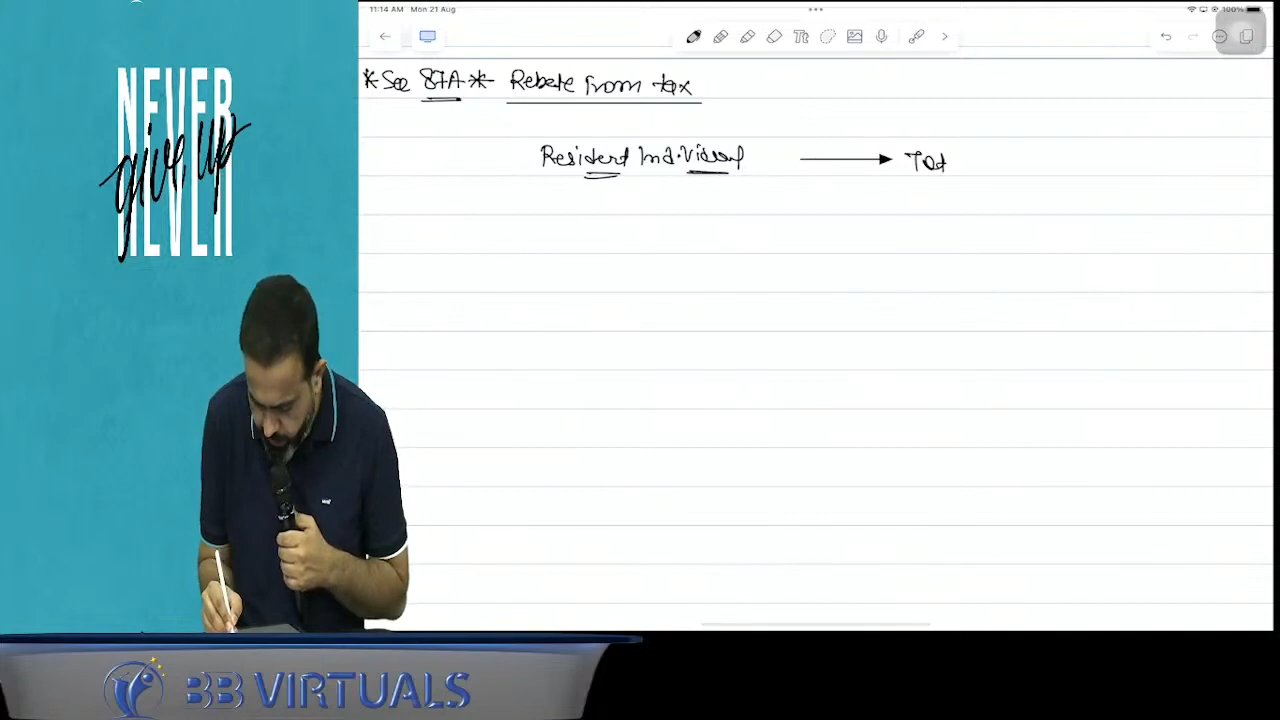 11:14 AM Mon 21 Aug
100%
*Sec 87A* Rebate from tax
Resident Individual → Tot
NEVER
give up
NEVER
BB VIRTUALS